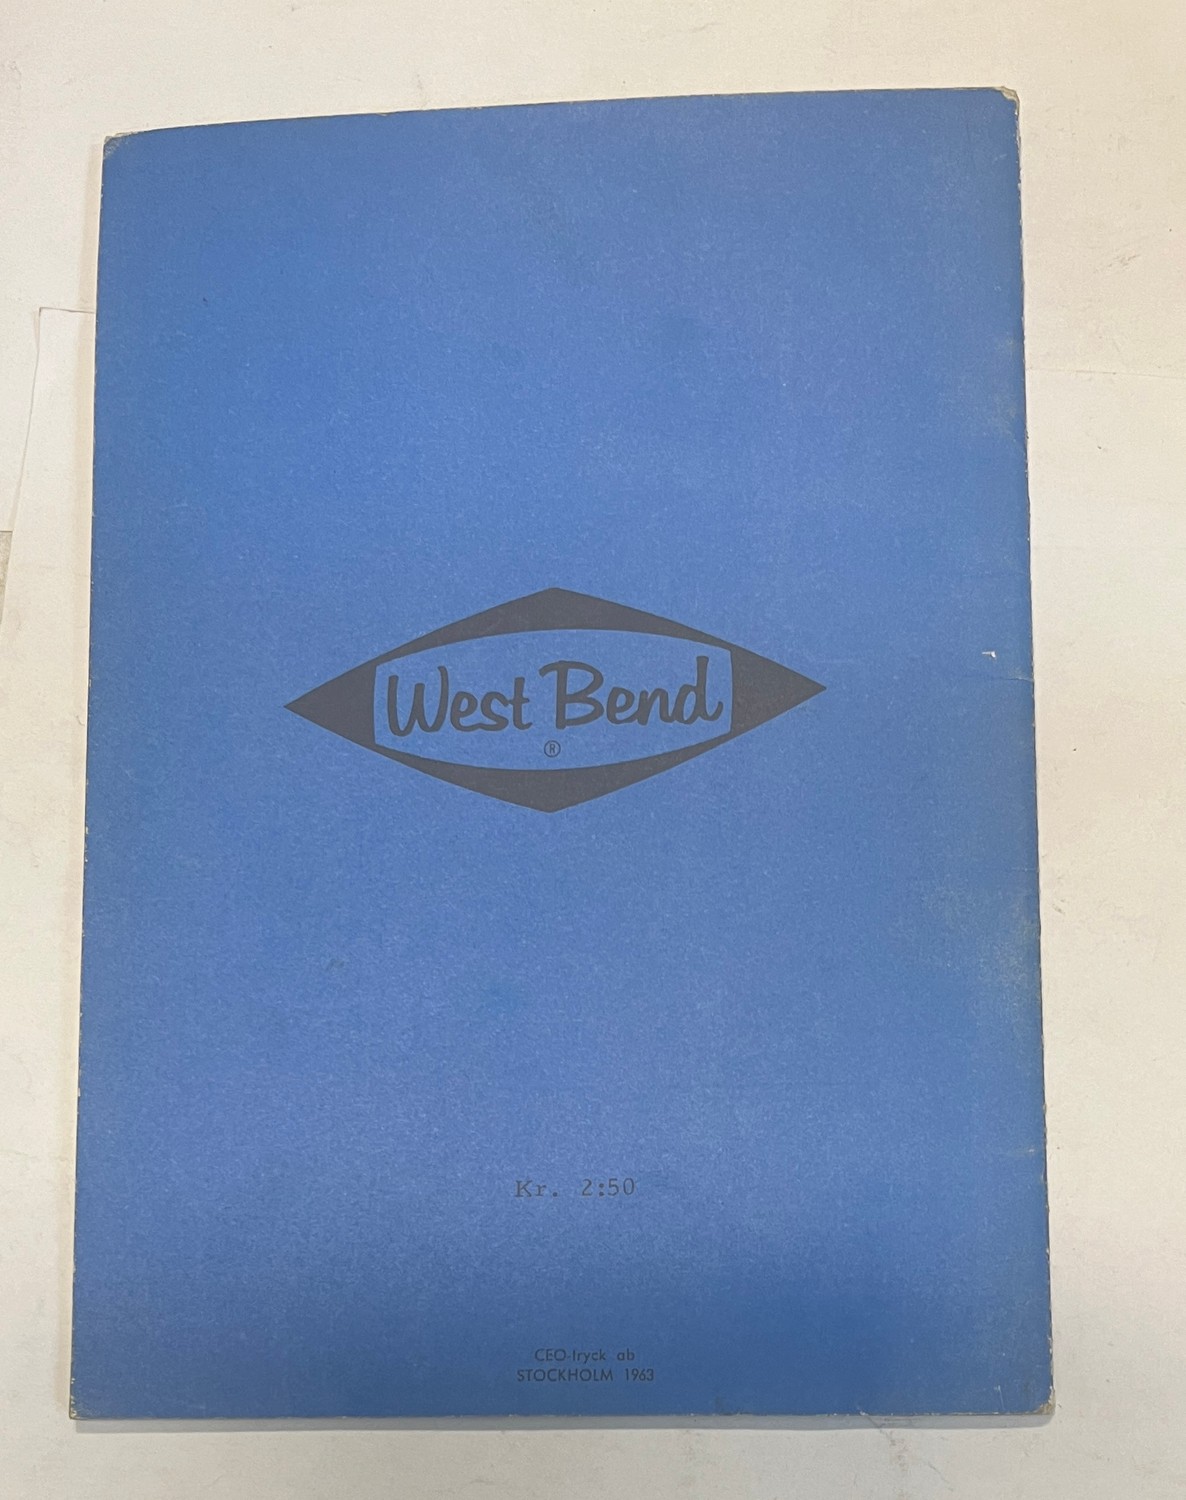 West Bend
®
Kr. 2:50
CEO-tryck ab
STOCKHOLM 1963